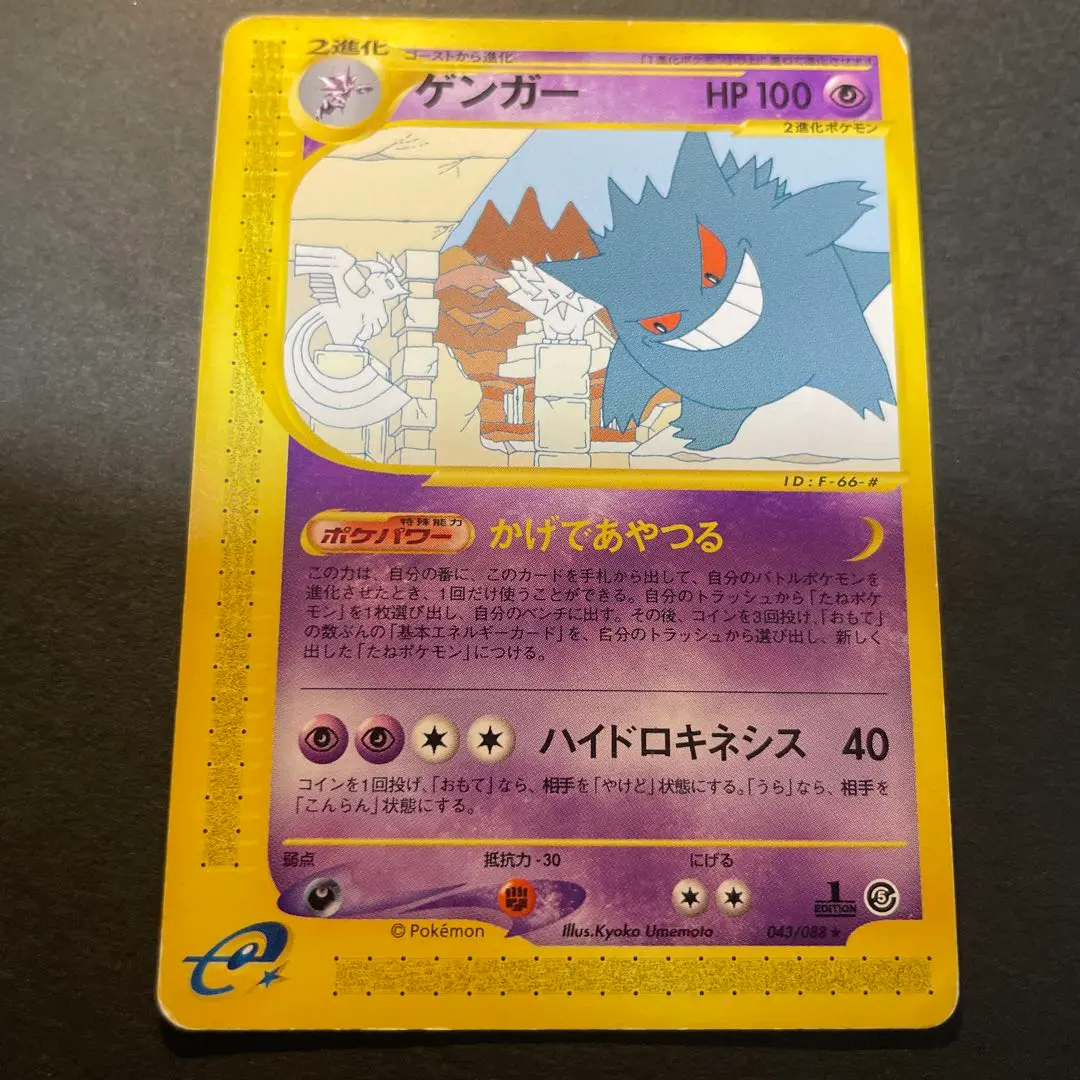 2進化
ゴーストから進化
ゲンガー
HP 100
2進化ポケモン
ID : F-66-#
特殊能力
ポケパワー
かげであやつる
この力は、自分の番に、このカードを手札から出して、自分のバトルポケモンを
進化させたとき、1回だけ使うことができる。自分のトラッシュから「たねポケ
モン」を1枚選び出し、自分のベンチに出す。その後、コインを3回投げ、「おもて」
の数ぶんの「基本エネルギーカード」を、自分のトラッシュから選び出し、新しく
出した「たねポケモン」につける。
ハイドロキネシス 40
コインを1回投げ、「おもて」なら、相手を「やけど」状態にする。「うら」なら、相手を
「こんらん」状態にする。
弱点
抵抗力 -30
にげる
1
EDITION
5
© Pokémon
Illus.Kyoko Umemoto
043/088 ★
e